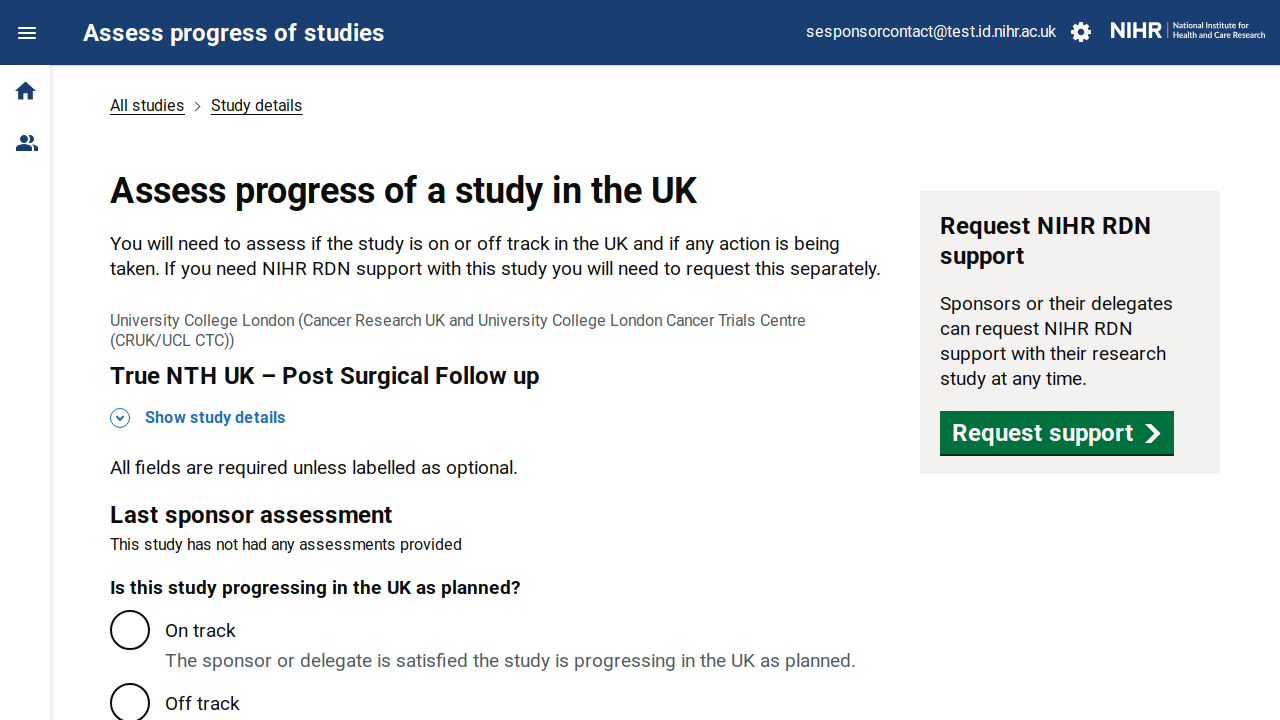 Assess progress of studies
sesponsorcontact@test.id.nihr.ac.uk
NIHR
National Institute for
Health and Care Research
All studies
Study details
Assess progress of a study in the UK
You will need to assess if the study is on or off track in the UK and if any action is being
taken. If you need NIHR RDN support with this study you will need to request this separately.
University College London (Cancer Research UK and University College London Cancer Trials Centre
(CRUK/UCL CTC))
True NTH UK – Post Surgical Follow up
Show study details
All fields are required unless labelled as optional.
Last sponsor assessment
This study has not had any assessments provided
Is this study progressing in the UK as planned?
On track
The sponsor or delegate is satisfied the study is progressing in the UK as planned.
Off track
Request NIHR RDN
support
Sponsors or their delegates
can request NIHR RDN
support with their research
study at any time.
Request support